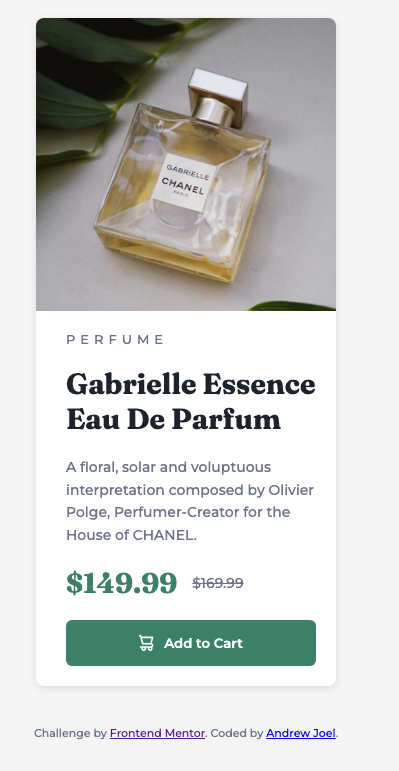 GABRIELLE
CHANEL
PARIS
PERFUME
Gabrielle Essence
Eau De Parfum
A floral, solar and voluptuous
interpretation composed by Olivier
Polge, Perfumer-Creator for the
House of CHANEL.
$149.99 $169.99
Add to Cart
Challenge by Frontend Mentor. Coded by Andrew Joel.